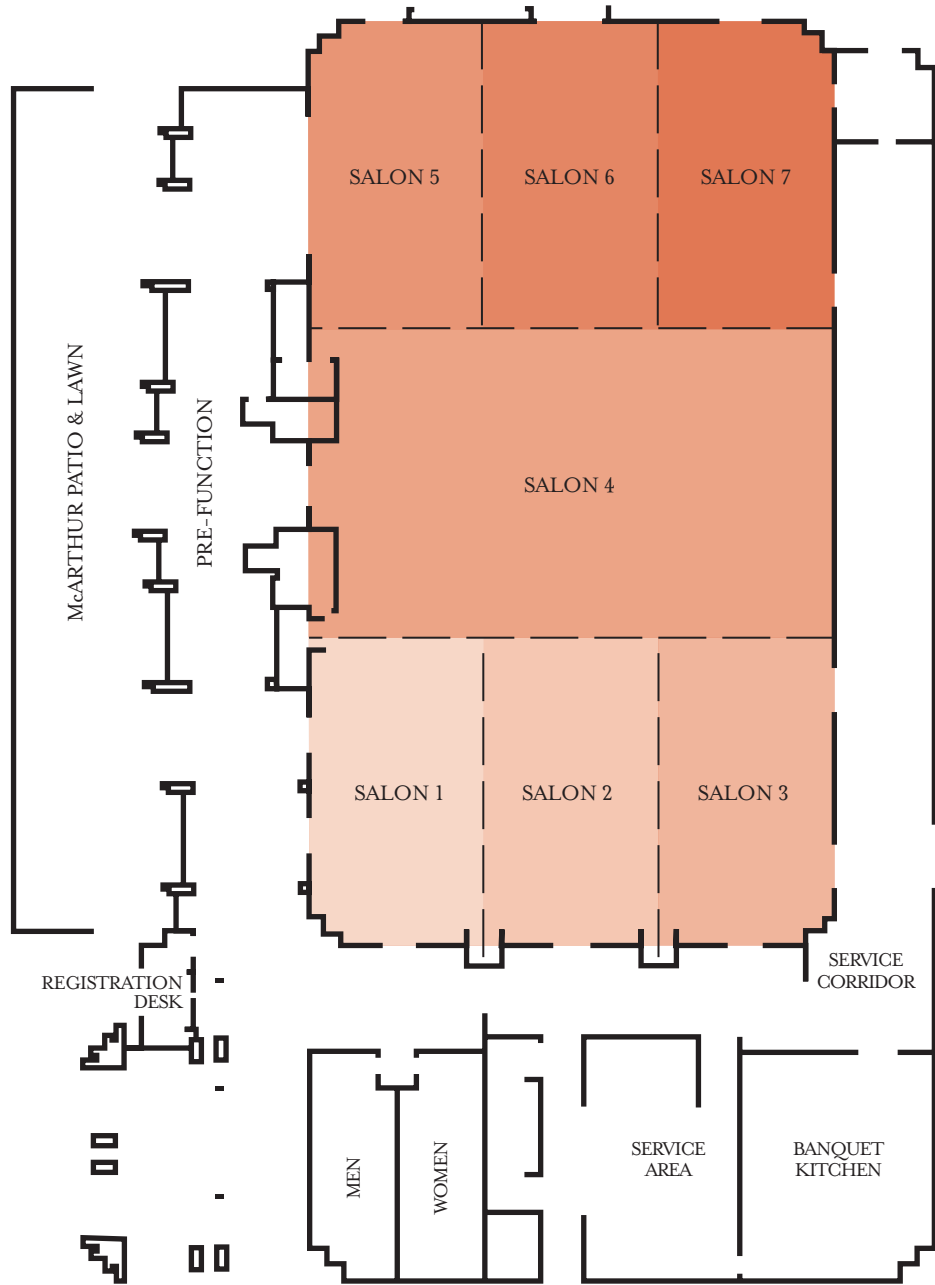 SALON 5
SALON 6
SALON 7
McARTHUR PATIO & LAWN
PRE-FUNCTION
SALON 4
SALON 1
SALON 2
SALON 3
REGISTRATION
DESK
SERVICE
CORRIDOR
MEN
WOMEN
SERVICE
AREA
BANQUET
KITCHEN